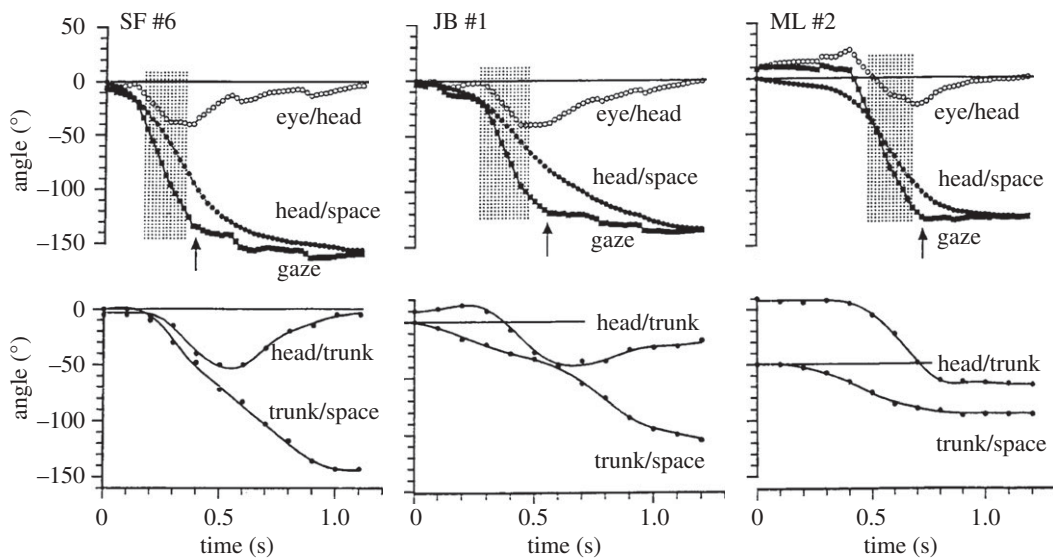 SF #6 JB #1 ML #2
50
0
−50
−100
−150
angle (°)
eye/head
head/space
gaze
eye/head
head/space
gaze
eye/head
head/space
gaze
0
−50
−100
−150
angle (°)
head/trunk
trunk/space
head/trunk
trunk/space
head/trunk
trunk/space
0 0.5 1.0 0 0.5 1.0 0 0.5 1.0
time (s) time (s) time (s)